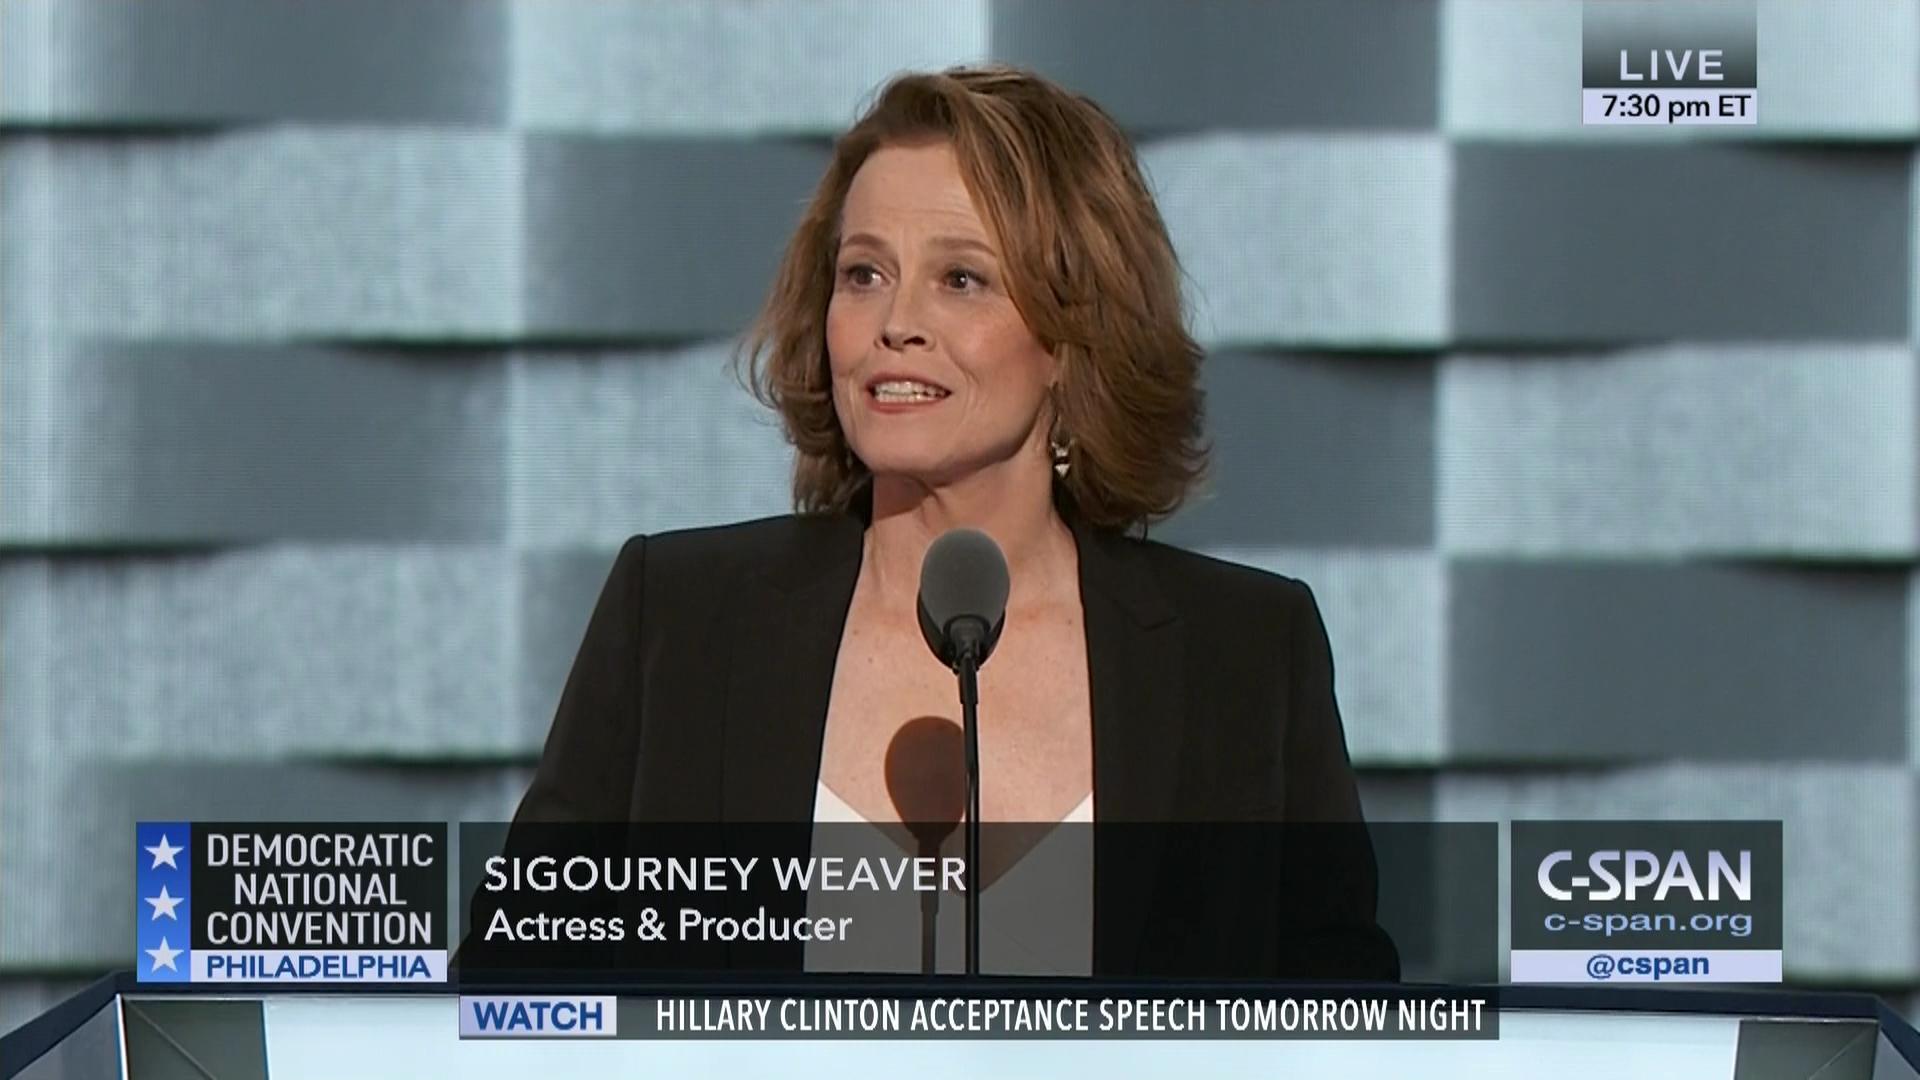 LIVE
7:30 pm ET
DEMOCRATIC
NATIONAL
CONVENTION
PHILADELPHIA
SIGOURNEY WEAVER
Actress & Producer
C-SPAN
c-span.org
@cspan
WATCH HILLARY CLINTON ACCEPTANCE SPEECH TOMORROW NIGHT